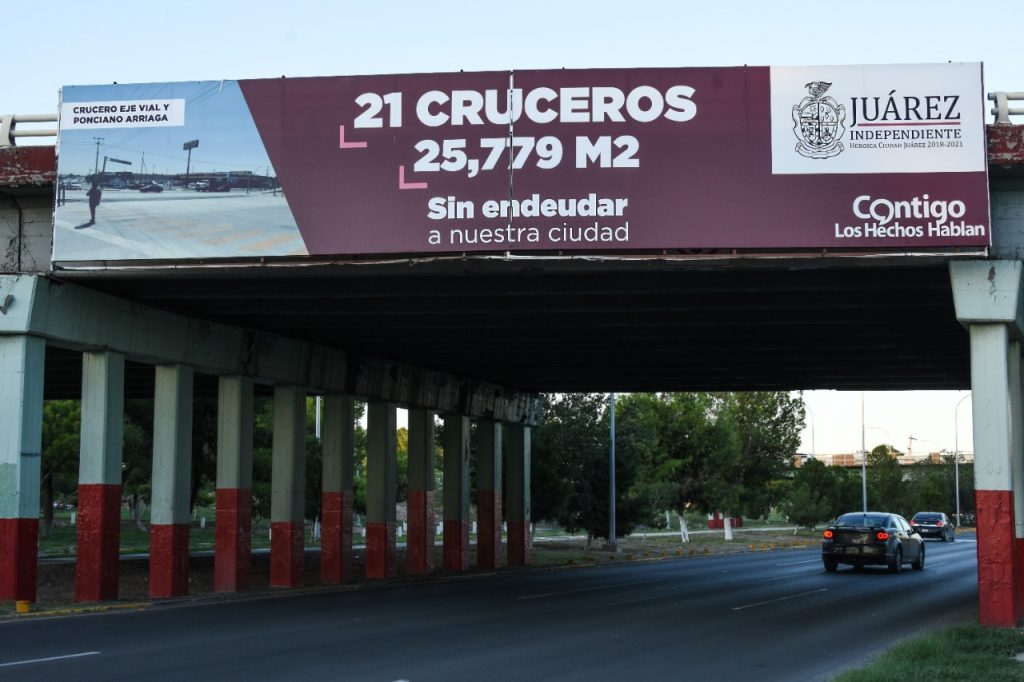 CRUCERO EJE VIAL Y
PONCIANO ARRIAGA
21 CRUCEROS
25,779 M2
Sin endeudar
a nuestra ciudad
JUÁREZ
INDEPENDIENTE
HEROICA CIUDAD JUÁREZ 2018-2021
Contigo
Los Hechos Hablan